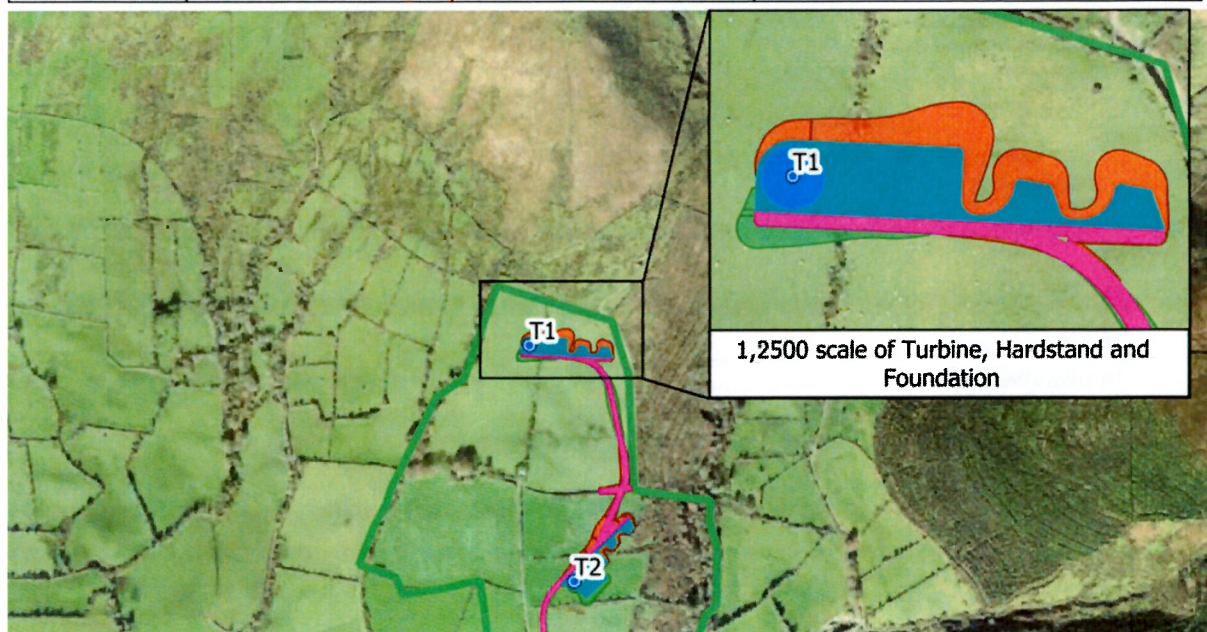 T1
1,2500 scale of Turbine, Hardstand and
Foundation
T1
T2